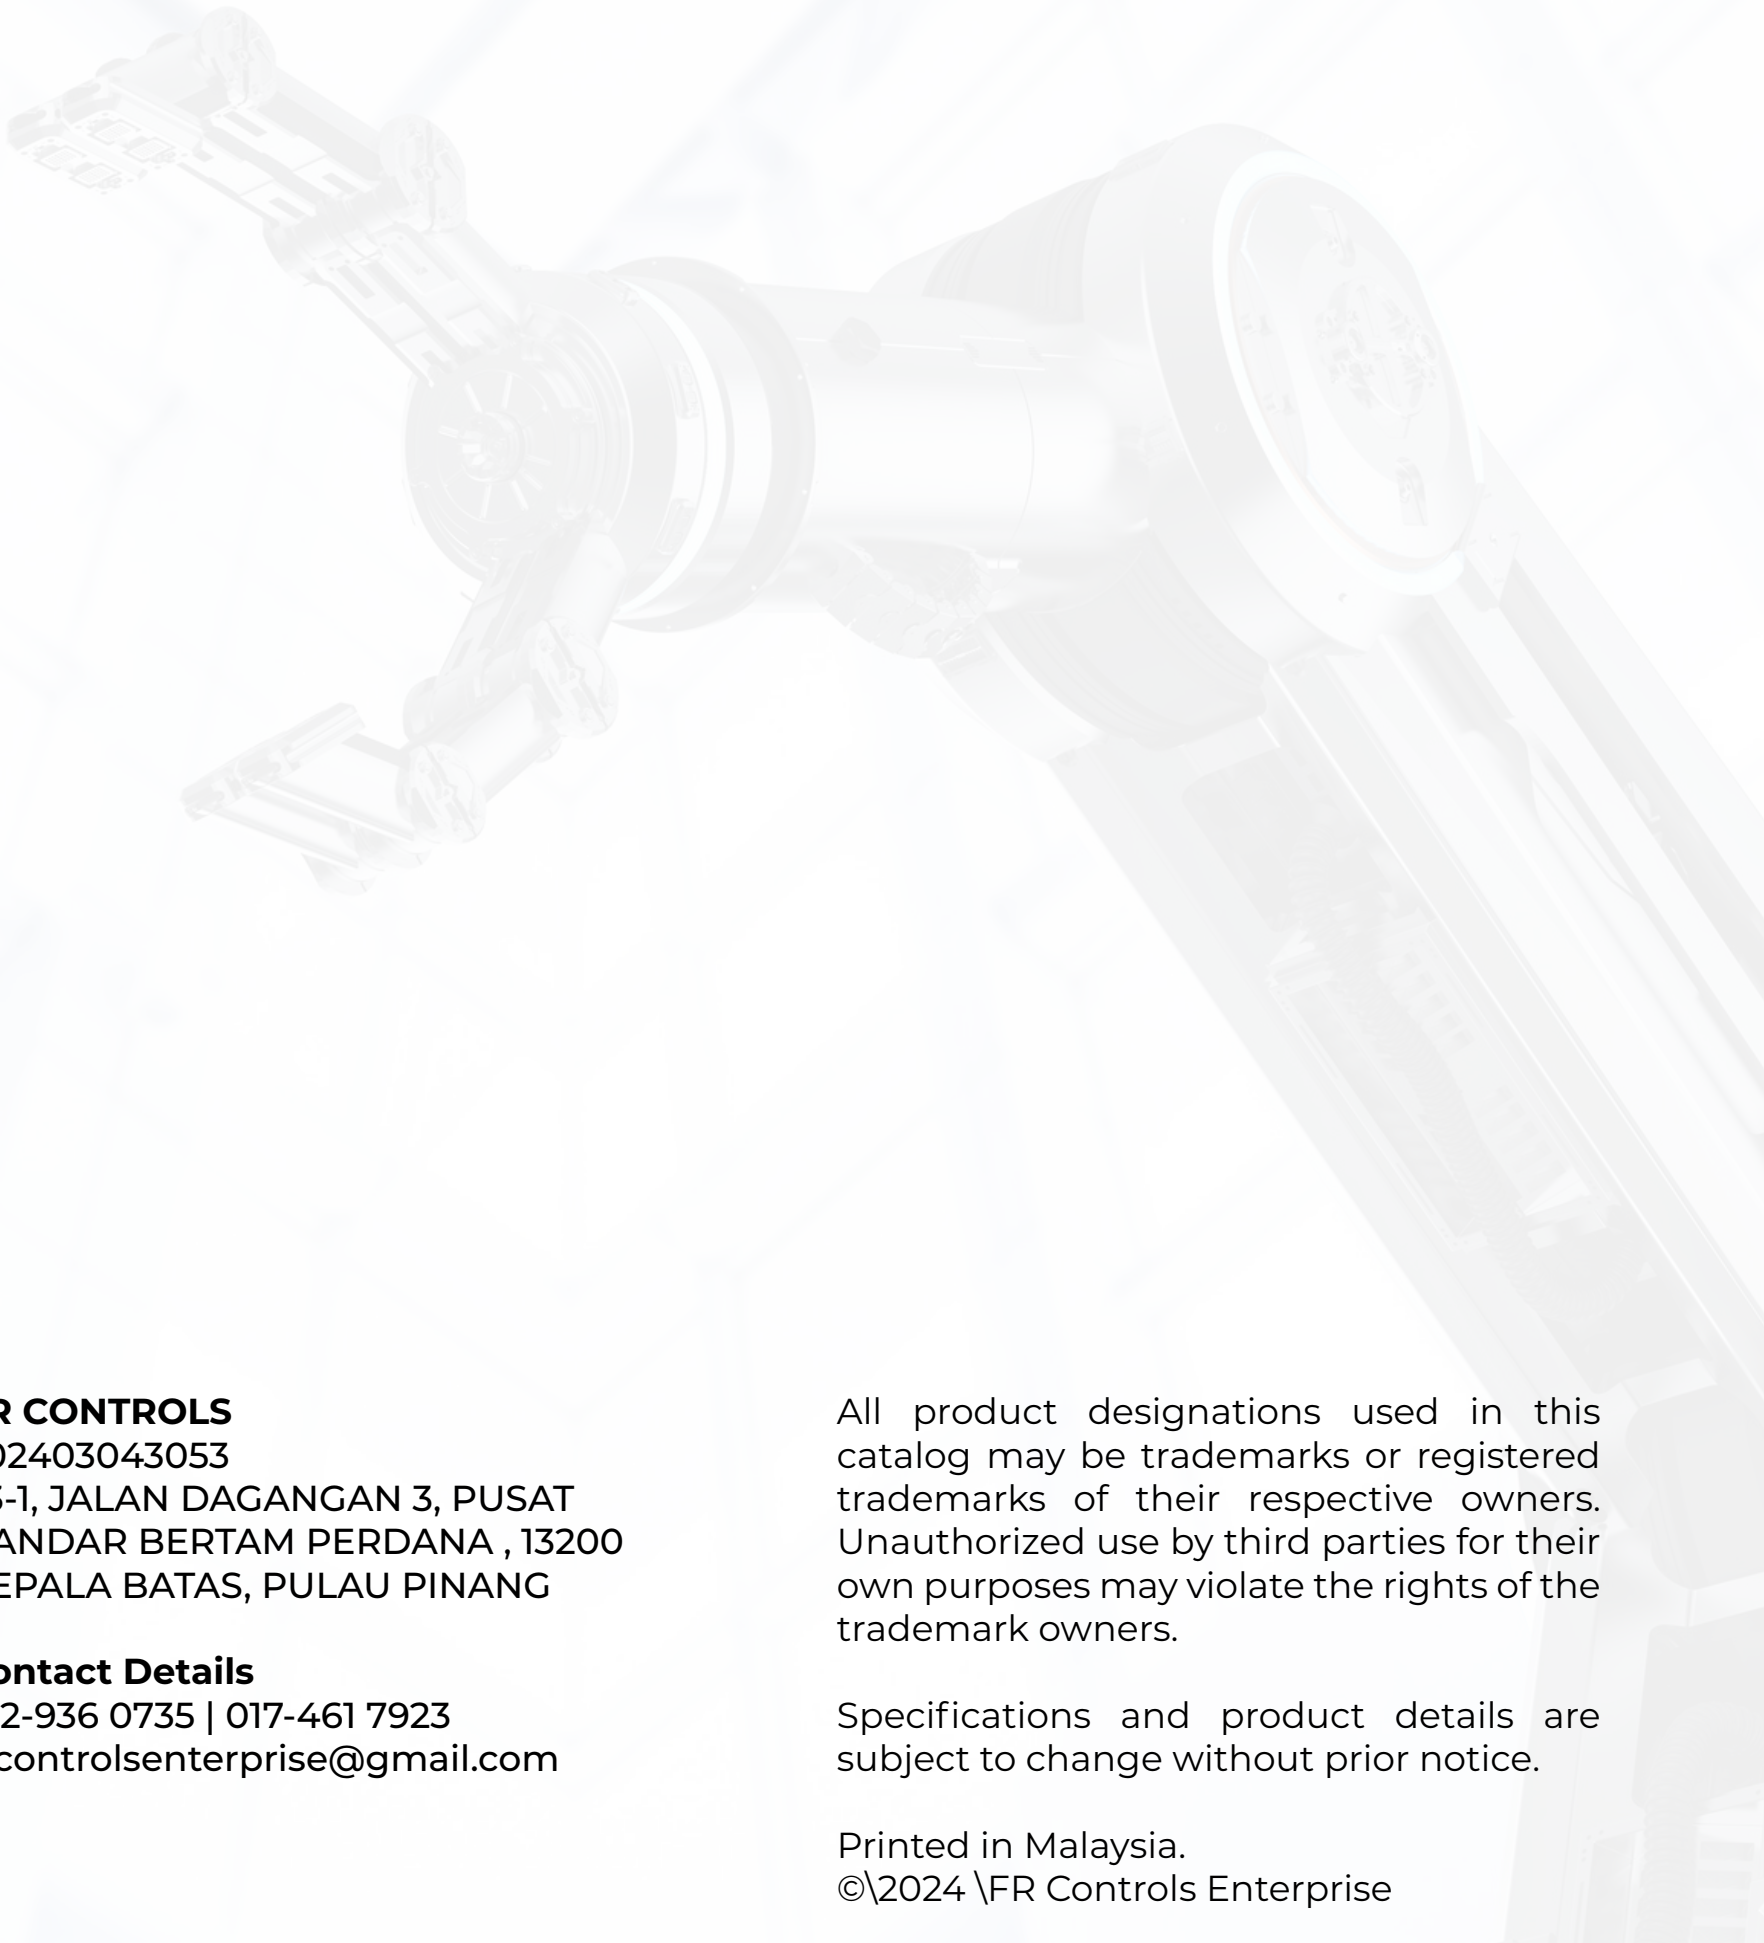 R CONTROLS
02403043053
-1, JALAN DAGANGAN 3, PUSAT
ANDAR BERTAM PERDANA , 13200
EPALA BATAS, PULAU PINANG
ontact Details
2-936 0735 | 017-461 7923
controlsenterprise@gmail.com
All product designations used in this
catalog may be trademarks or registered
trademarks of their respective owners.
Unauthorized use by third parties for their
own purposes may violate the rights of the
trademark owners.
Specifications and product details are
subject to change without prior notice.
Printed in Malaysia.
©\2024 \FR Controls Enterprise